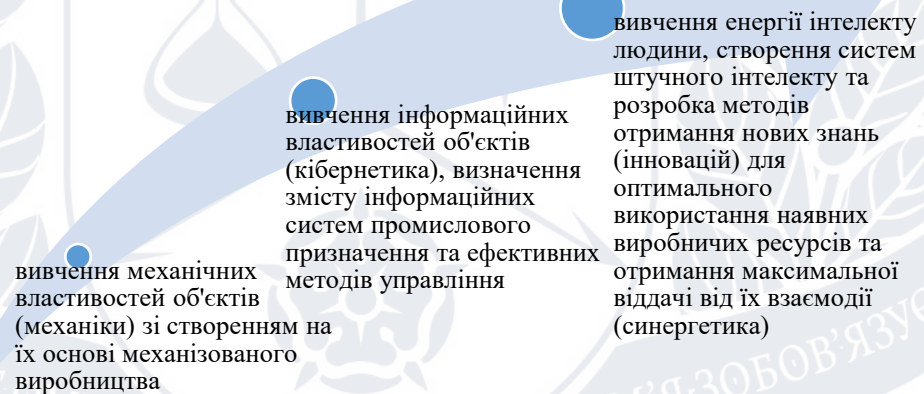 вивчення механічних
властивостей об'єктів
(механіки) зі створенням на
їх основі механізованого
виробництва
вивчення інформаційних
властивостей об'єктів
(кібернетика), визначення
змісту інформаційних
систем промислового
призначення та ефективних
методів управління
вивчення енергії інтелекту
людини, створення систем
штучного інтелекту та
розробка методів
отримання нових знань
(інновацій) для
оптимального
використання наявних
виробничих ресурсів та
отримання максимальної
віддачі від їх взаємодії
(синергетика)